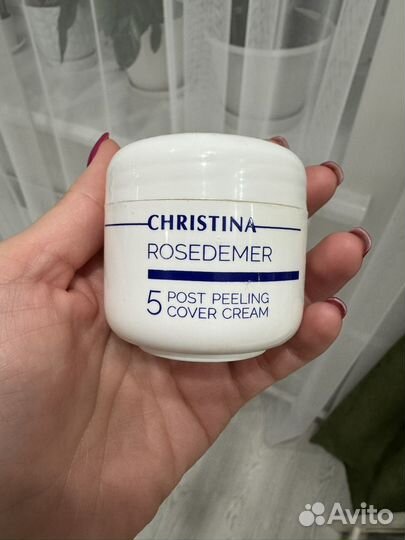 CHRISTINA
ROSEDEMER
5 POST PEELING
COVER CREAM
Avito